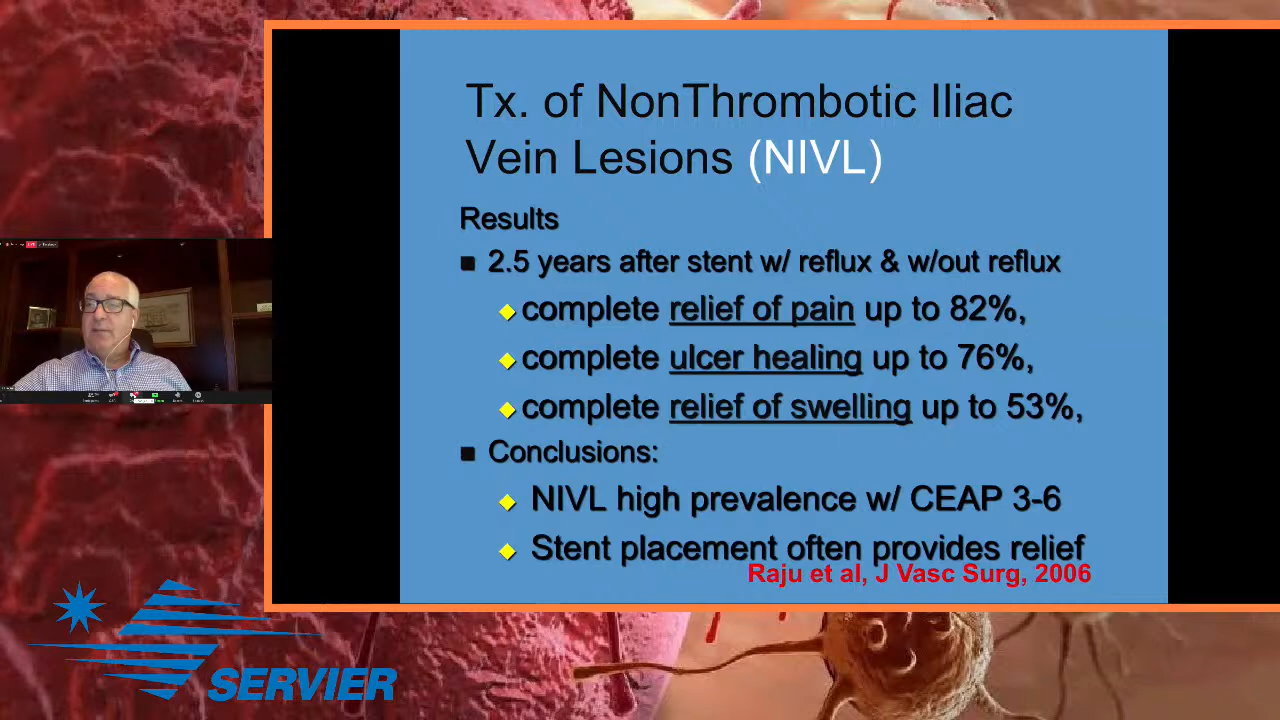 Tx. of NonThrombotic Iliac
Vein Lesions (NIVL)
Results
2.5 years after stent w/ reflux & w/out reflux
complete relief of pain up to 82%,
complete ulcer healing up to 76%,
complete relief of swelling up to 53%,
Conclusions:
NIVL high prevalence w/ CEAP 3-6
Stent placement often provides relief
Raju et al, J Vasc Surg, 2006
SERVIER